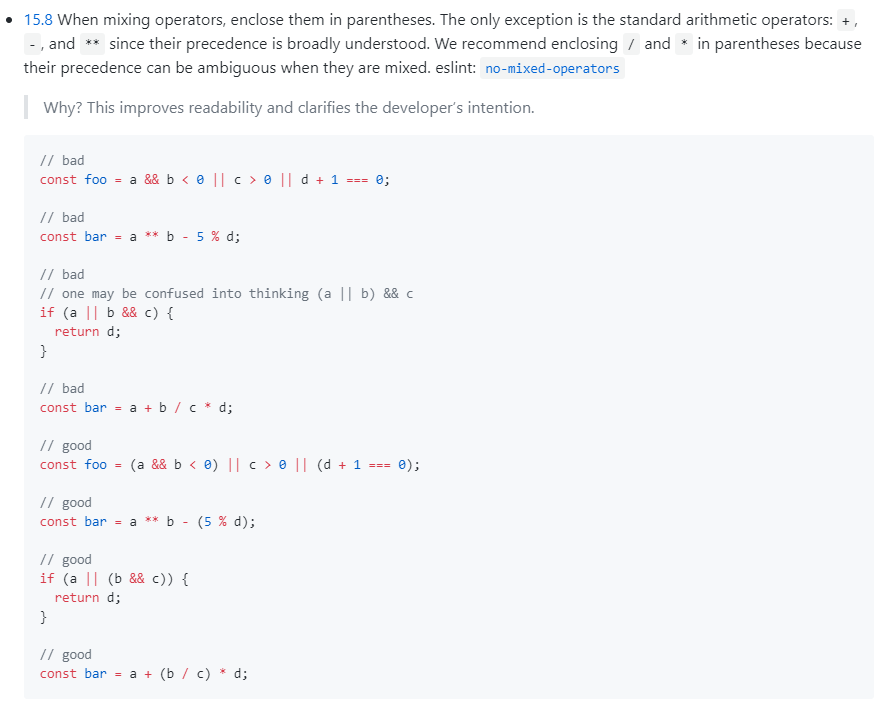 • 15.8 When mixing operators, enclose them in parentheses. The only exception is the standard arithmetic operators: + ,
- , and ** since their precedence is broadly understood. We recommend enclosing / and * in parentheses because
their precedence can be ambiguous when they are mixed. eslint: no-mixed-operators
Why? This improves readability and clarifies the developer's intention.
// bad
const foo = a && b < 0 || c > 0 || d + 1 === 0;
// bad
const bar = a ** b - 5 % d;
// bad
// one may be confused into thinking (a || b) && c
if (a || b && c) {
  return d;
}
// bad
const bar = a + b / c * d;
// good
const foo = (a && b < 0) || c > 0 || (d + 1 === 0);
// good
const bar = a ** b - (5 % d);
// good
if (a || (b && c)) {
  return d;
}
// good
const bar = a + (b / c) * d;